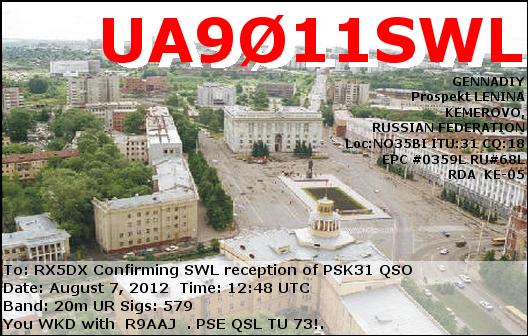 UA9Ø11SWL
GENNADIY
Prospekt LENINA
KEMEROVO,
RUSSIAN FEDERATION
Loc:NO35BI ITU:31 CQ:18
EPC #0359L RU#68L
RDA KE-05
To: RX5DX Confirming SWL reception of PSK31 QSO
Date: August 7, 2012 Time: 12:48 UTC
Band: 20m UR Sigs: 579
You WKD with R9AAJ . PSE QSL TU 73!,